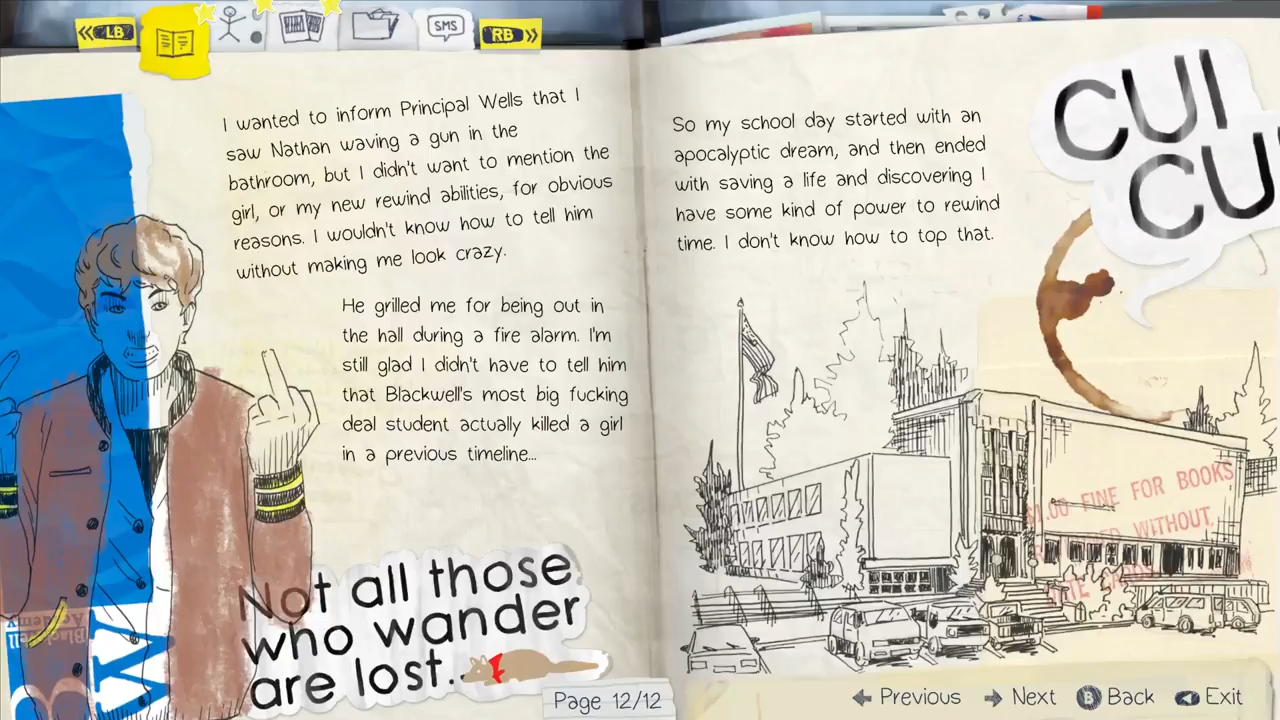 LB
SMS
RB
I wanted to inform Principal Wells that I
saw Nathan waving a gun in the
bathroom, but I didn't want to mention the
girl, or my new rewind abilities, for obvious
reasons. I wouldn't know how to tell him
without making me look crazy.
He grilled me for being out in
the hall during a fire alarm. I'm
still glad I didn't have to tell him
that Blackwell's most big fucking
deal student actually killed a girl
in a previous timeline...
Not all those
who wander
are lost.
Blackwell
Academy
So my school day started with an
apocalyptic dream, and then ended
with saving a life and discovering I
have some kind of power to rewind
time. I don't know how to top that.
CUI
CU
$1.00 FINE FOR BOOKS
WITHOUT
Page 12/12
Previous
Next
B Back
Exit